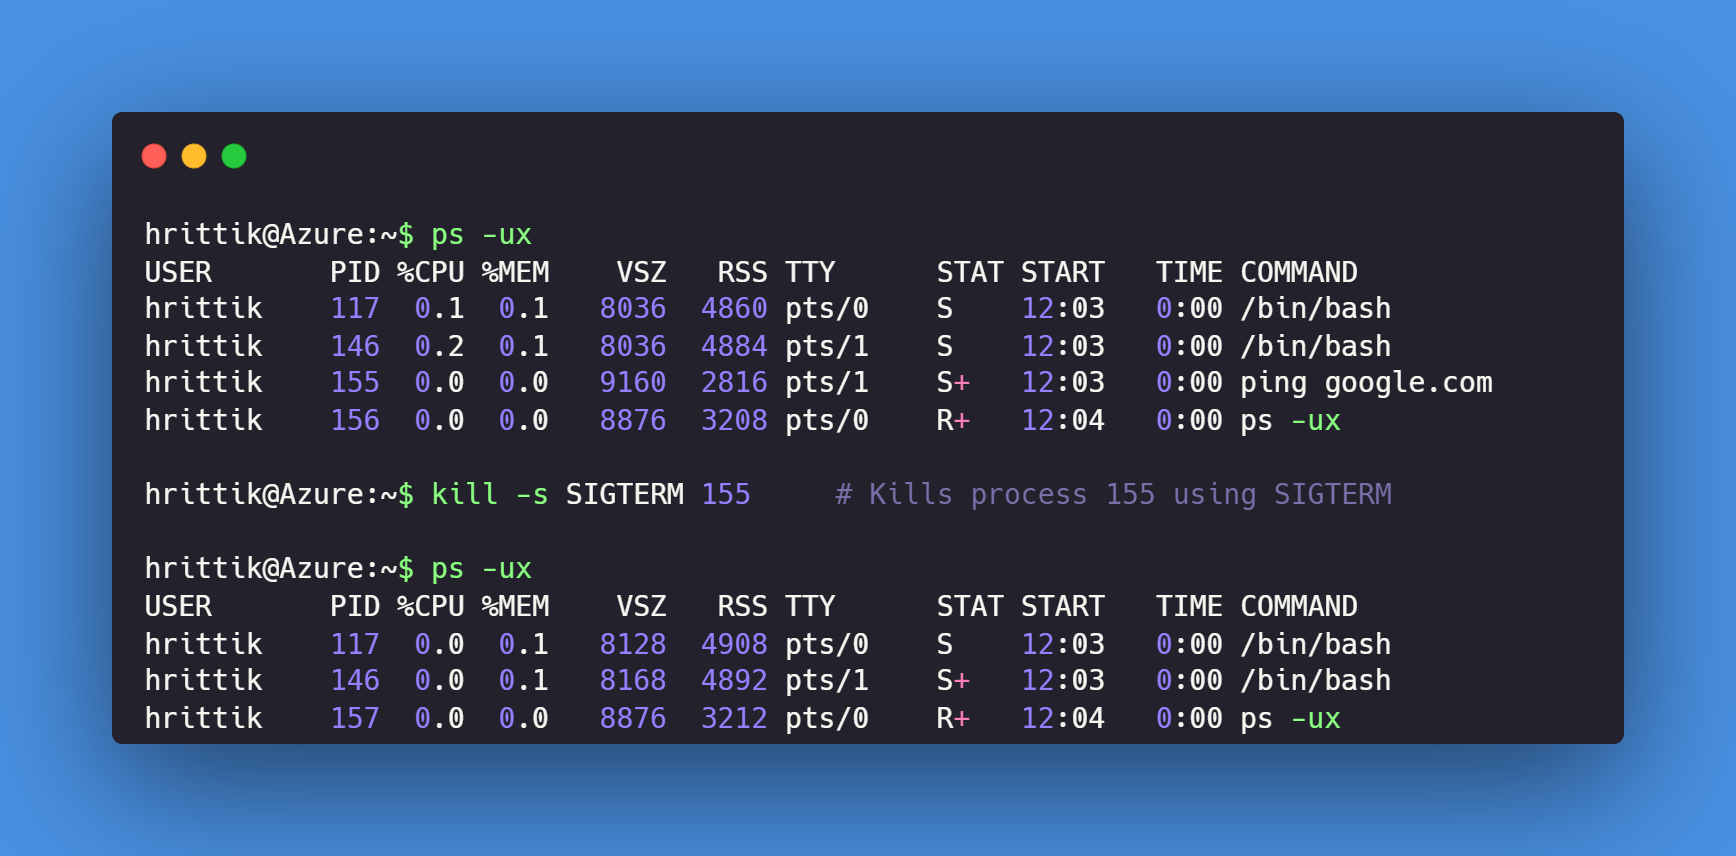 hrittik@Azure:~$ ps -ux
USER       PID %CPU %MEM    VSZ   RSS TTY      STAT START   TIME COMMAND
hrittik    117  0.1  0.1   8036  4860 pts/0    S    12:03   0:00 /bin/bash
hrittik    146  0.2  0.1   8036  4884 pts/1    S    12:03   0:00 /bin/bash
hrittik    155  0.0  0.0   9160  2816 pts/1    S+   12:03   0:00 ping google.com
hrittik    156  0.0  0.0   8876  3208 pts/0    R+   12:04   0:00 ps -ux
hrittik@Azure:~$ kill -s SIGTERM 155     # Kills process 155 using SIGTERM
hrittik@Azure:~$ ps -ux
USER       PID %CPU %MEM    VSZ   RSS TTY      STAT START   TIME COMMAND
hrittik    117  0.0  0.1   8128  4908 pts/0    S    12:03   0:00 /bin/bash
hrittik    146  0.0  0.1   8168  4892 pts/1    S+   12:03   0:00 /bin/bash
hrittik    157  0.0  0.0   8876  3212 pts/0    R+   12:04   0:00 ps -ux